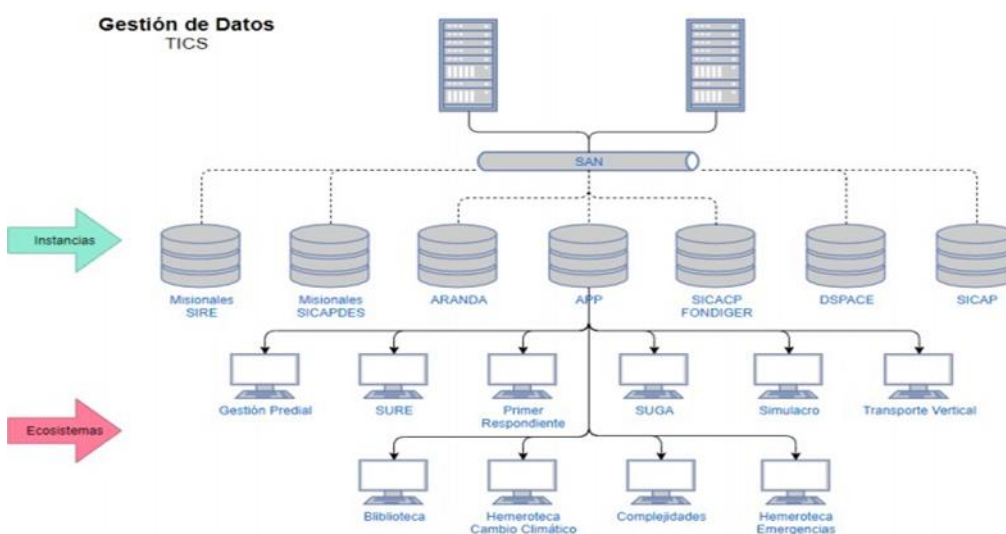 Gestión de Datos
TICS
SAN
Instancias
Misionales
SIRE
Misionales
SICAPDES
ARANDA
APP
SICACP
FONDIGER
DSPACE
SICAP
Gestión Predial
SURE
Primer
Respondiente
SUGA
Simulacro
Transporte Vertical
Ecosistemas
Bliblioteca
Hemeroteca
Cambio Climático
Complejidades
Hemeroteca
Emergencias